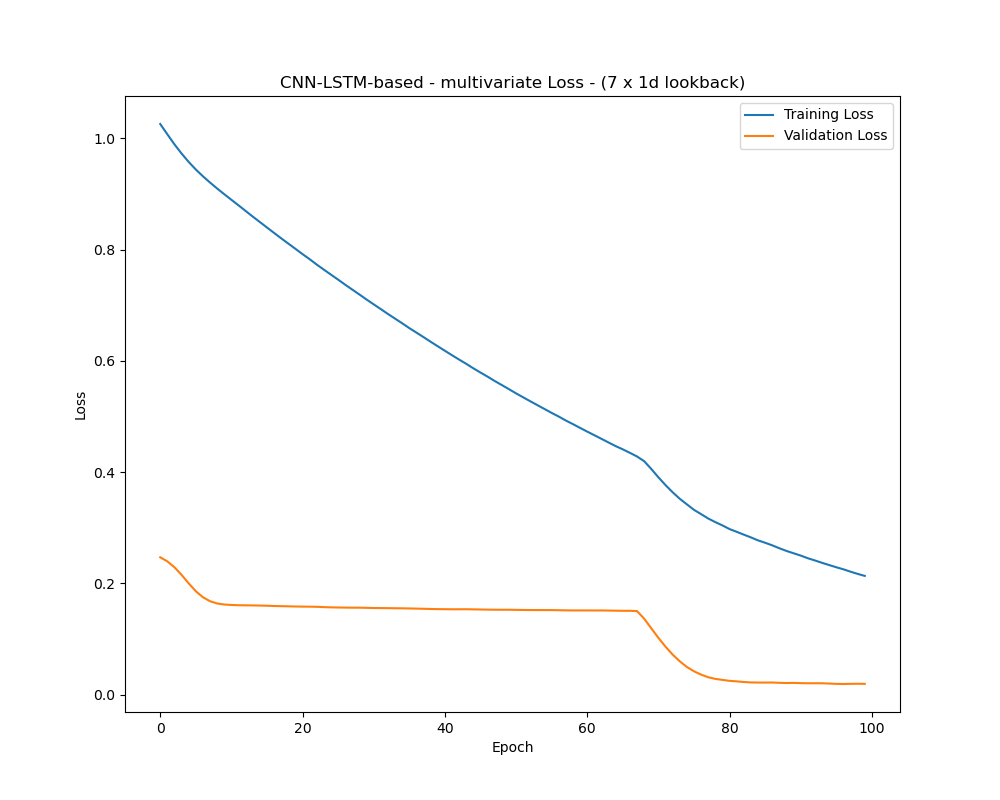 CNN-LSTM-based - multivariate Loss - (7 x 1d lookback)
Training Loss
Validation Loss
1.0
0.8
0.6
0.4
0.2
0.0
Loss
0 20 40 60 80 100
Epoch